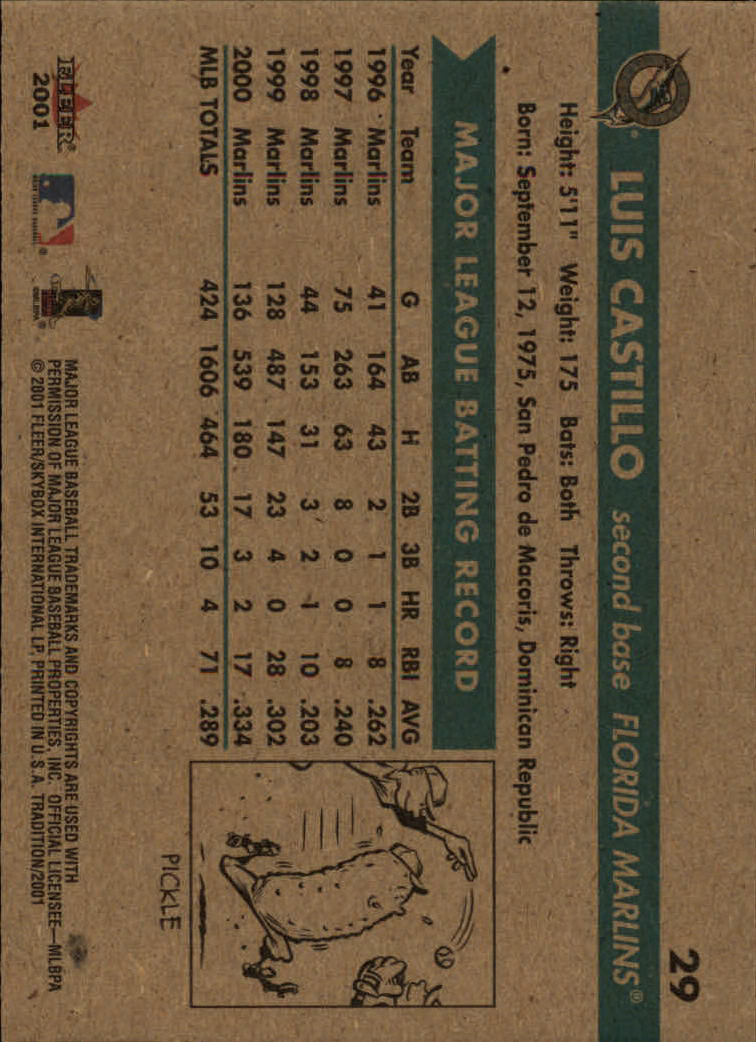 29
LUIS CASTILLO second base FLORIDA MARLINS®
Height: 5'11" Weight: 175 Bats: Both Throws: Right
Born: September 12, 1975, San Pedro de Macoris, Dominican Republic
MAJOR LEAGUE BATTING RECORD
Year Team G AB H 2B 3B HR RBI AVG
1996 Marlins 41 164 43 2 1 1 8 .262
1997 Marlins 75 263 63 8 0 0 8 .240
1998 Marlins 44 153 31 3 2 1 10 .203
1999 Marlins 128 487 147 23 4 0 28 .302
2000 Marlins 136 539 180 17 3 2 17 .334
MLB TOTALS 424 1606 464 53 10 4 71 .289
PICKLE
FLEER®
2001
MAJOR LEAGUE BASEBALL TRADEMARKS AND COPYRIGHTS ARE USED WITH
PERMISSION OF MAJOR LEAGUE BASEBALL PROPERTIES, INC. OFFICIAL LICENSEE—MLBPA
© 2001 FLEER/SKYBOX INTERNATIONAL LP, PRINTED IN U.S.A. TRADITION/2001